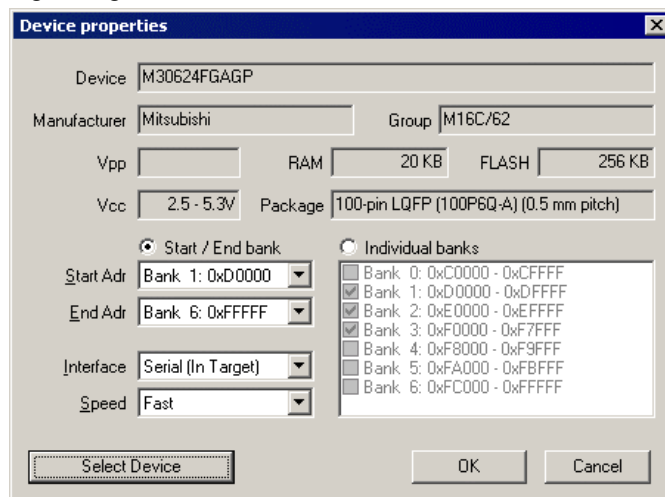 Device properties
Device M30624FGAGP
Manufacturer Mitsubishi Group M16C/62
Vpp RAM 20 KB FLASH 256 KB
Vcc 2.5 - 5.3V Package 100-pin LQFP (100P6Q-A) (0.5 mm pitch)
Start / End bank Individual banks
Start Adr Bank 1: 0xD0000
End Adr Bank 6: 0xFFFFF
Interface Serial (In Target)
Speed Fast
Bank 0: 0xC0000 - 0xCFFFF
Bank 1: 0xD0000 - 0xDFFFF
Bank 2: 0xE0000 - 0xEFFFF
Bank 3: 0xF0000 - 0xF7FFF
Bank 4: 0xF8000 - 0xF9FFF
Bank 5: 0xFA000 - 0xFBFFF
Bank 6: 0xFC000 - 0xFFFFF
Select Device OK Cancel